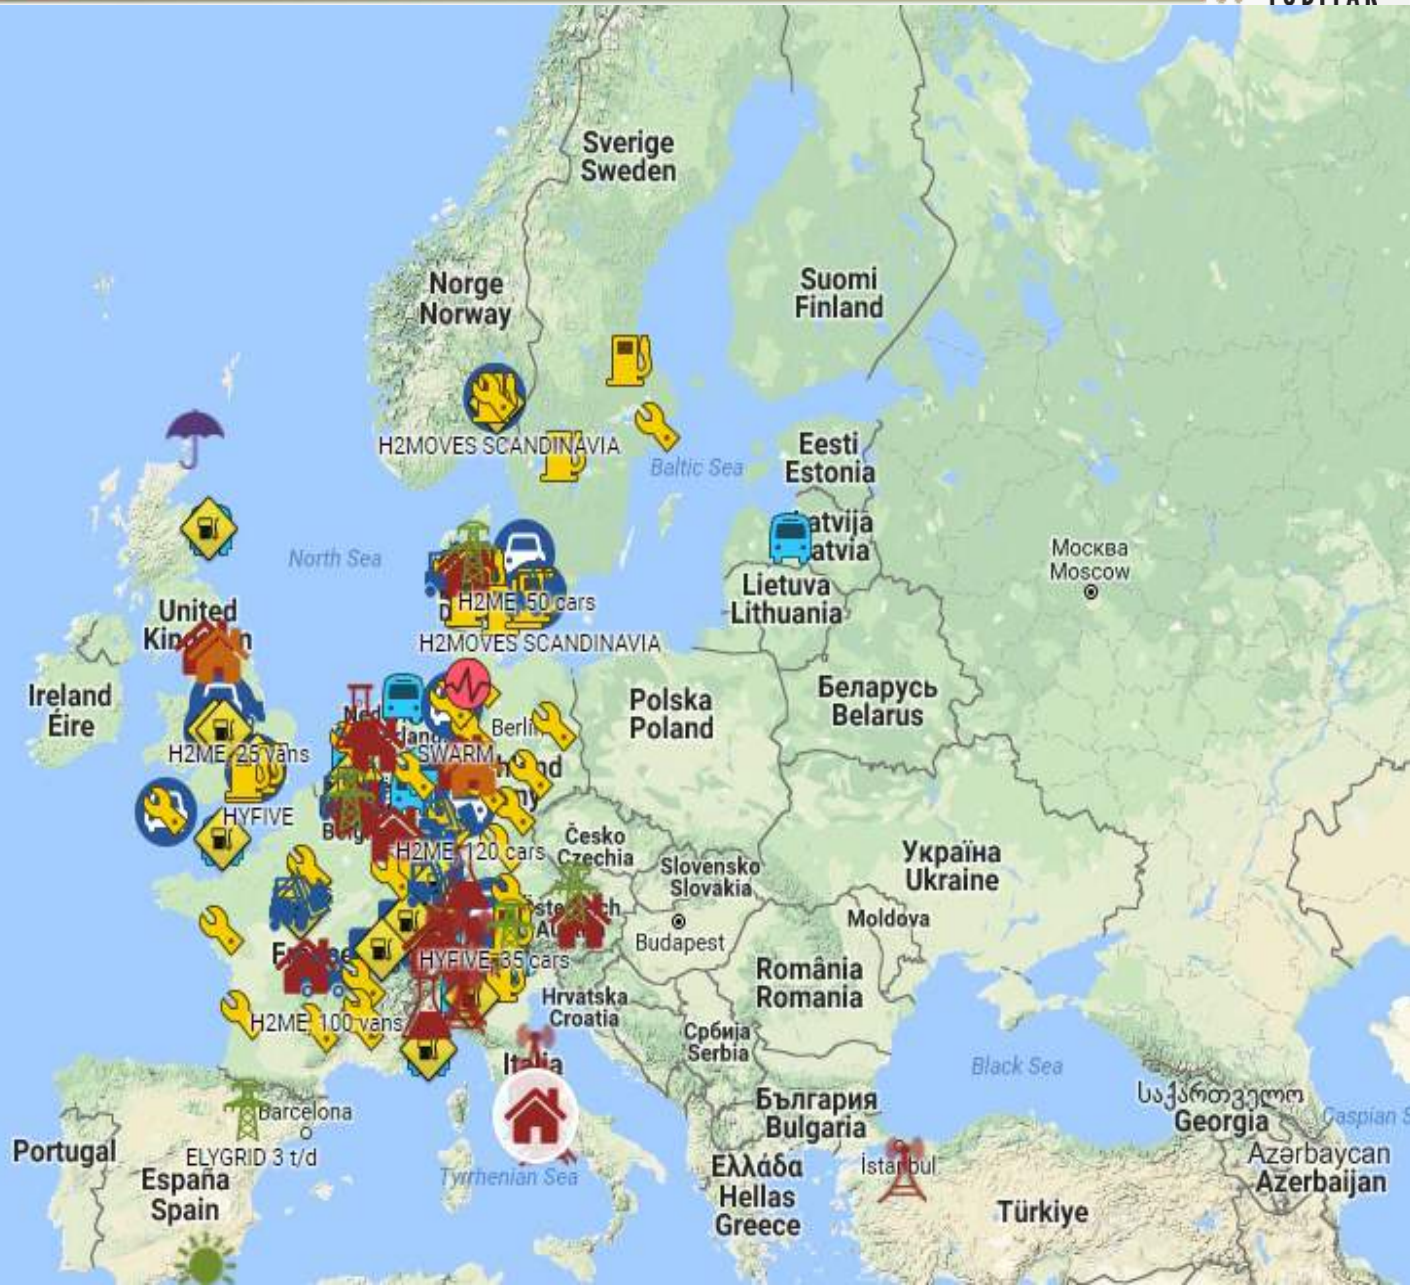 Sverige
Sweden
Norge
Norway
Suomi
Finland
H2MOVES SCANDINAVIA
Baltic Sea
Eesti
Estonia
North Sea
Москва
Moscow
Lietuva
Lithuania
H2ME, 50 cars
H2MOVES SCANDINAVIA
United
Ireland
Éire
Polska
Poland
Беларусь
Belarus
Berlin
H2ME, 25 vans
SWARM
HYFIVE
H2ME, 120 cars
Česko
Czechia
Slovensko
Slovakia
Україна
Ukraine
Moldova
Budapest
HYFIVE, 35 cars
România
Romania
Hrvatska
Croatia
H2ME, 100 vans
Србија
Serbia
Italia
Black Sea
България
Bulgaria
საქართველო
Georgia
Caspian S
Barcelona
Portugal
ELYGRID 3 t/d
España
Spain
Tyrrhenian Sea
Ελλάδα
Hellas
Greece
İstanbul
Türkiye
Azərbaycan
Azerbaijan